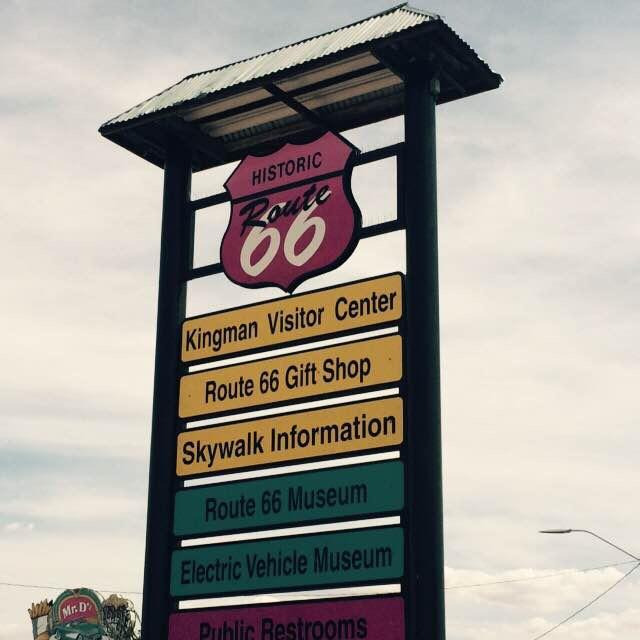 HISTORIC
Route
66
Kingman Visitor Center
Route 66 Gift Shop
Skywalk Information
Route 66 Museum
Electric Vehicle Museum
Public Restrooms
Mr. D'z